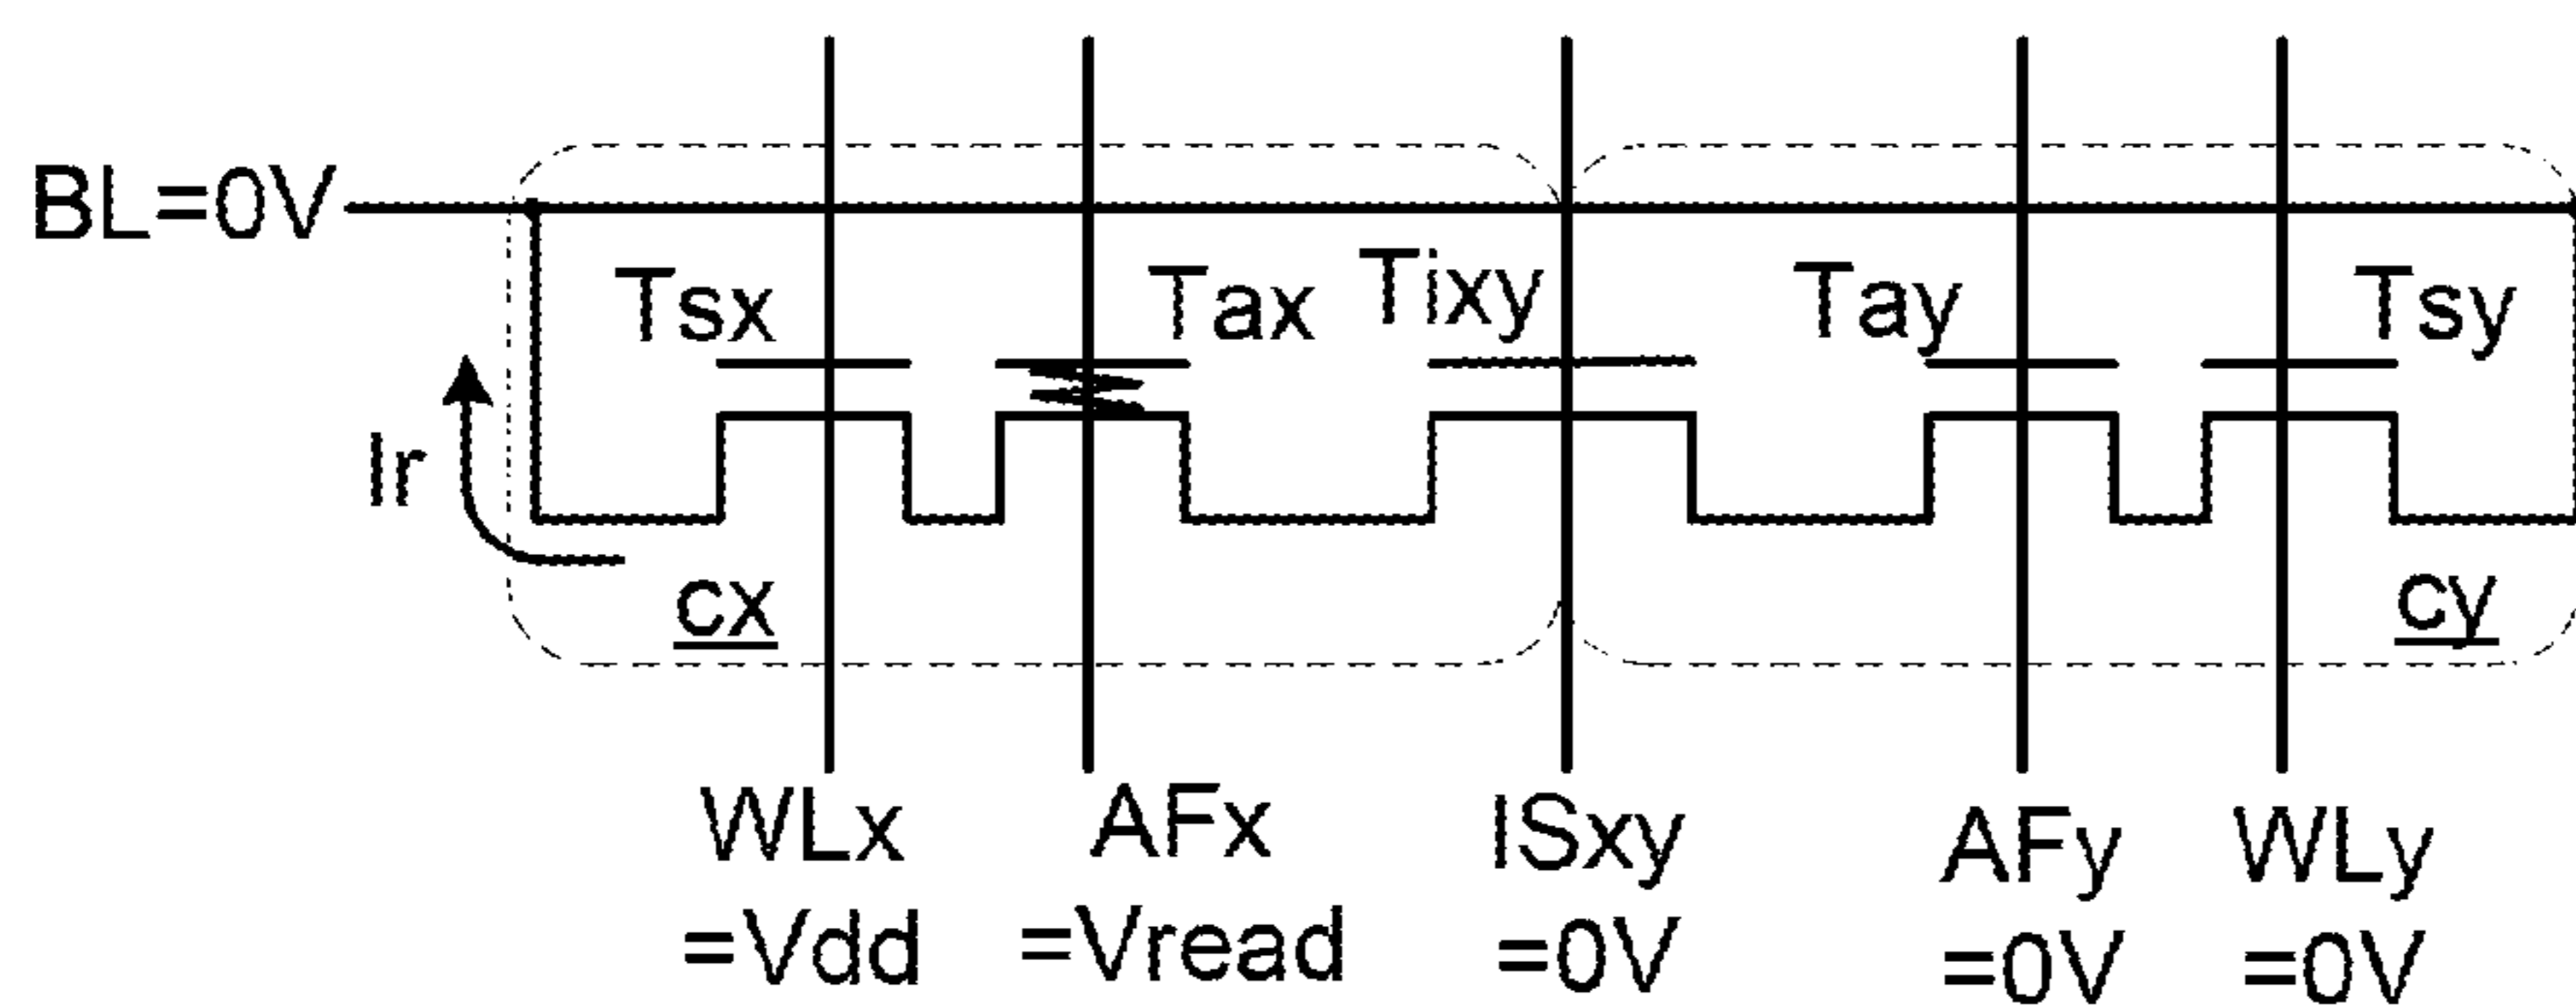 BL=0V
Tsx Tax Tixy Tay Tsy
Ir
cx cy
WLx AFx ISxy AFy WLy
=Vdd =Vread =0V =0V =0V